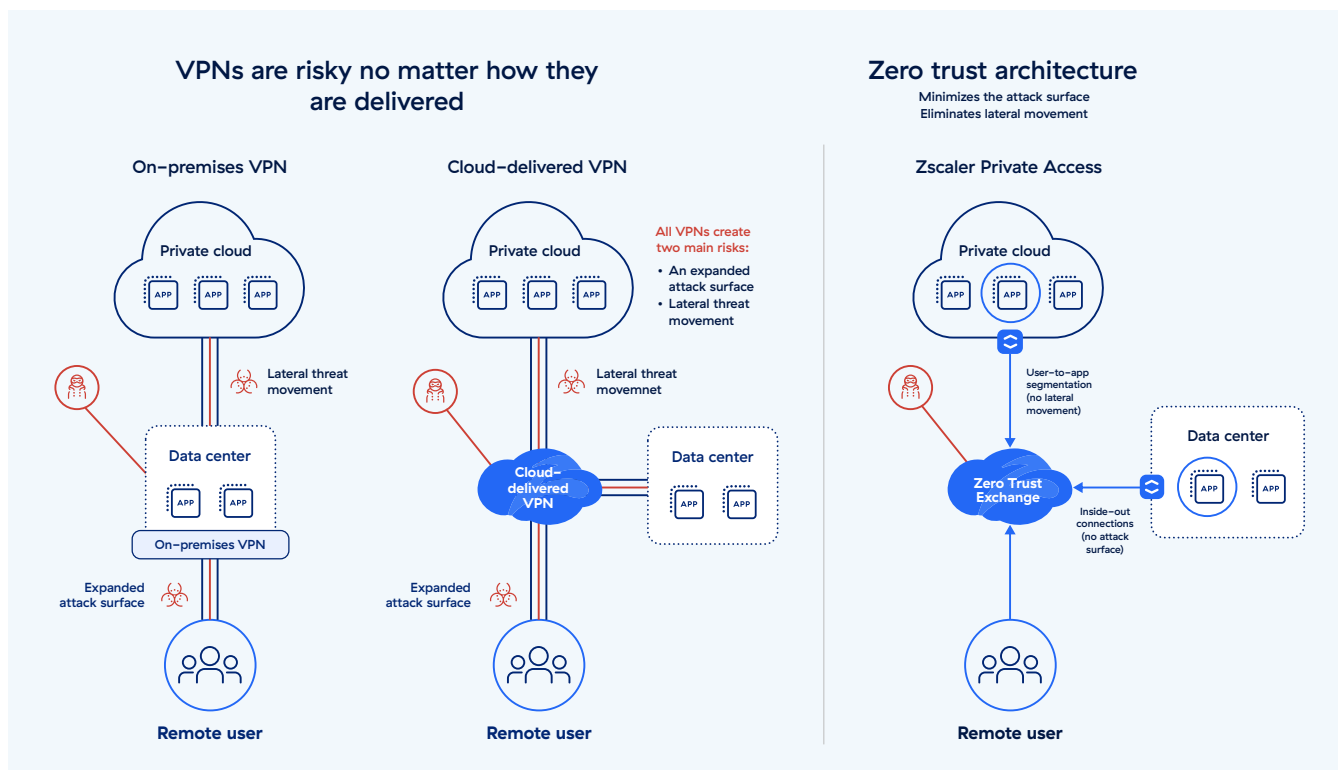 VPNs are risky no matter how they
are delivered
On-premises VPN
Private cloud
APP
APP
APP
Lateral threat
movement
Data center
APP
APP
On-premises VPN
Expanded
attack surface
Remote user
Cloud-delivered VPN
Private cloud
APP
APP
APP
All VPNs create
two main risks:
• An expanded
attack surface
• Lateral threat
movement
Lateral threat
movemnet
Cloud-
delivered
VPN
Data center
APP
APP
Expanded
attack surface
Remote user
Zero trust architecture
Minimizes the attack surface
Eliminates lateral movement
Zscaler Private Access
Private cloud
APP
APP
APP
User-to-app
segmentation
(no lateral
movement)
Zero Trust
Exchange
Data center
APP
APP
Inside-out
connections
(no attack
surface)
Remote user